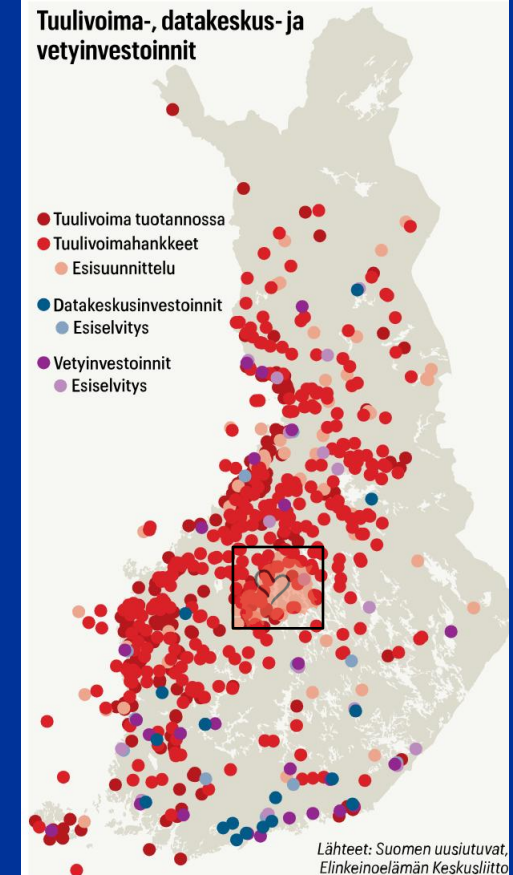 Tuulivoima-, datakeskus- ja
vetyinvestoinnit
Tuulivoima tuotannossa
Tuulivoimahankkeet
Esisuunnittelu
Datakeskusinvestoinnit
Esiselvitys
Vetyinvestoinnit
Esiselvitys
Lähteet: Suomen uusiutuvat,
Elinkeinoelämän Keskusliitto